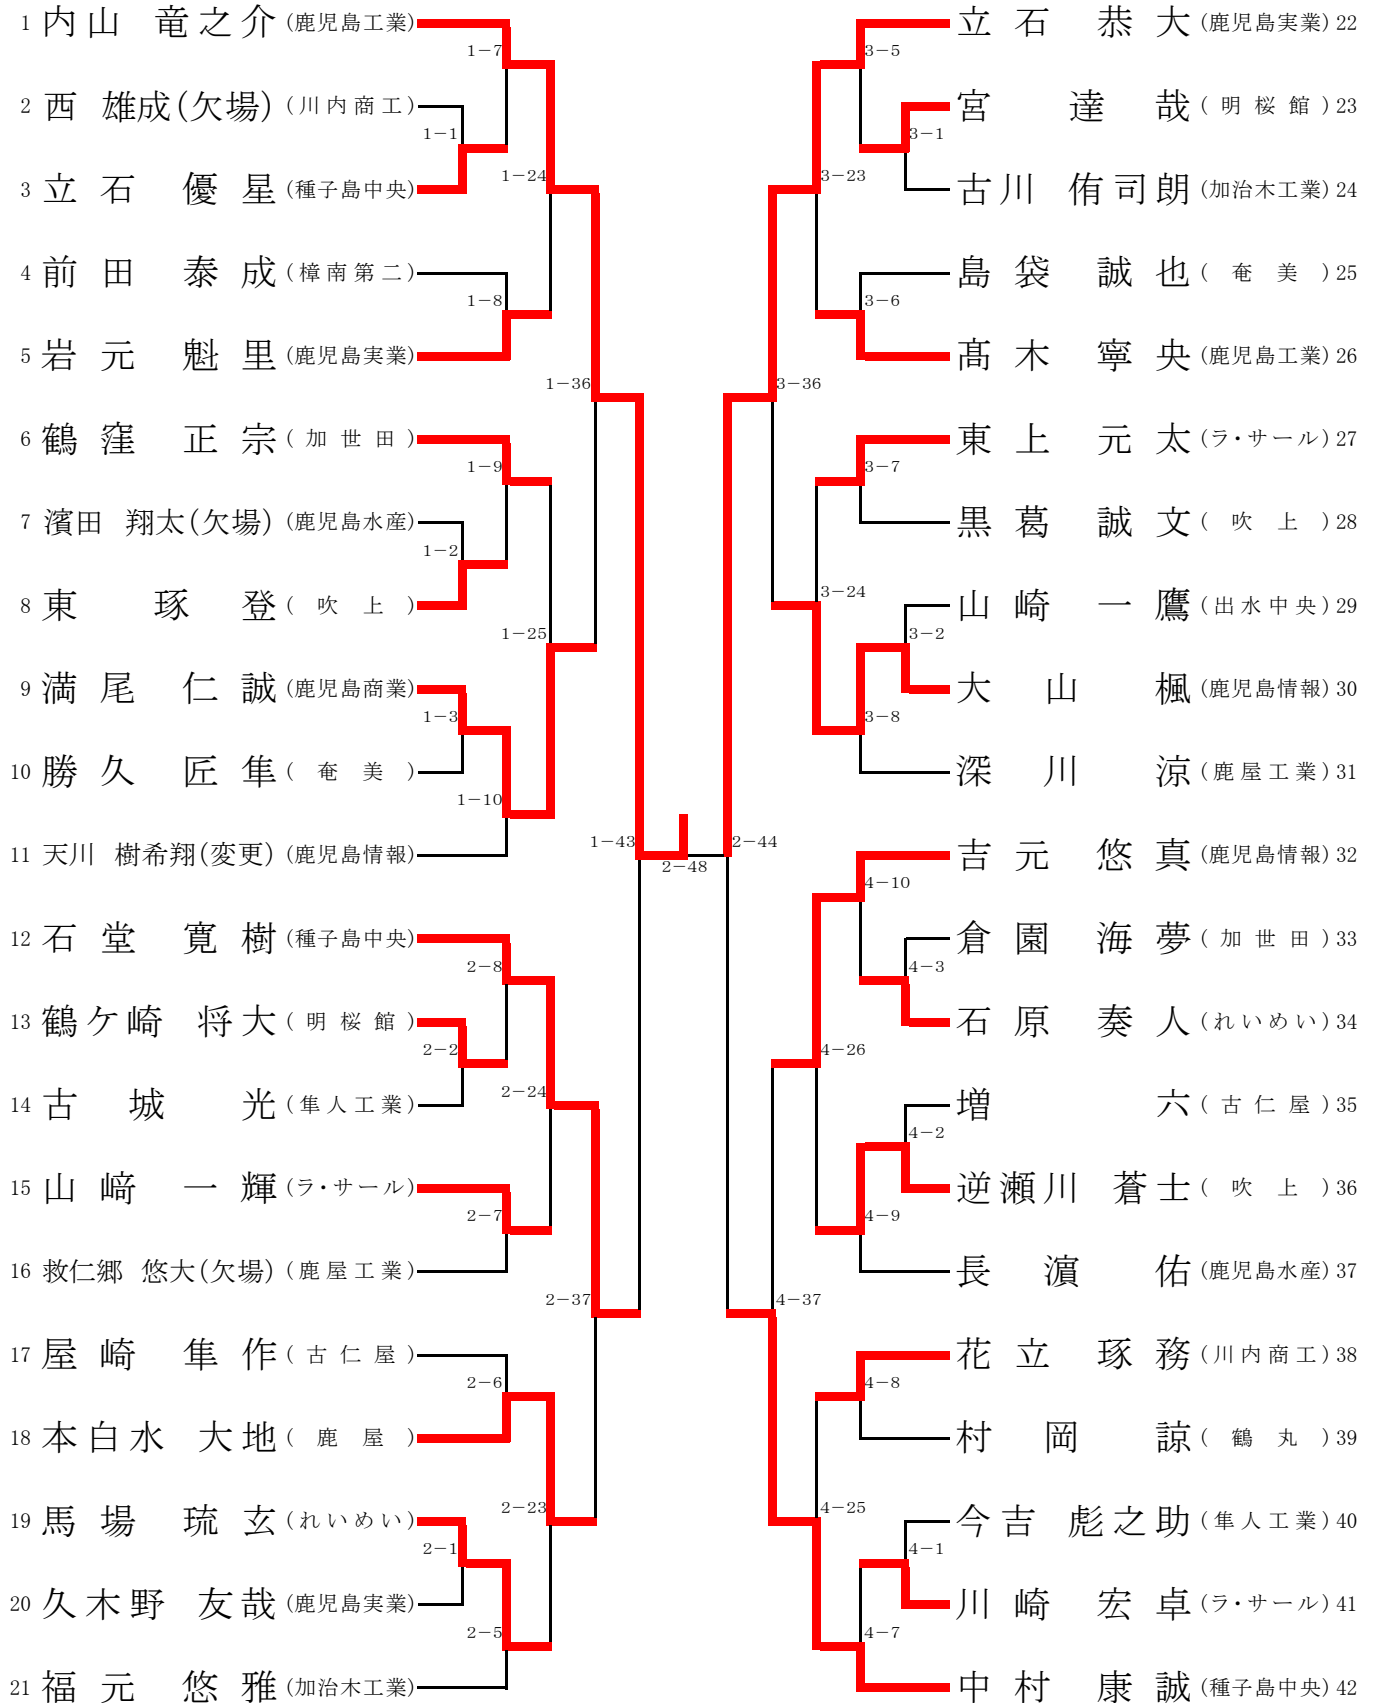 1 内山 竜之介 (鹿児島工業)
1-7
2 西 雄成(欠場) (川内商工)
1-1
3 立石 優星 (種子島中央)
1-24
4 前田 泰成 (樟南第二)
1-8
5 岩元 魁里 (鹿児島実業)
1-36
6 鶴窪 正宗 (加世田)
1-9
7 濱田 翔太(欠場) (鹿児島水産)
1-2
8 東 琢登 (吹上)
1-25
9 満尾 仁誠 (鹿児島商業)
1-3
10 勝久 匠隼 (奄美)
1-10
11 天川 樹希翔(変更) (鹿児島情報)
1-43
12 石堂 寛樹 (種子島中央)
2-8
13 鶴ケ崎 将大 (明桜館)
2-2
14 古城 光 (隼人工業)
2-24
15 山﨑 一輝 (ラ・サール)
2-7
16 救仁郷 悠大(欠場) (鹿屋工業)
2-37
17 屋崎 隼作 (古仁屋)
2-6
18 本白水 大地 (鹿屋)
2-23
19 馬場 琉玄 (れいめい)
2-1
20 久木野 友哉 (鹿児島実業)
2-5
21 福元 悠雅 (加治木工業)
2-48
立石 恭大 (鹿児島実業) 22
3-5
宮 達哉 (明桜館) 23
3-1
古川 侑司朗 (加治木工業) 24
3-23
島袋 誠也 (奄美) 25
3-6
髙木 寧央 (鹿児島工業) 26
3-36
東上 元太 (ラ・サール) 27
3-7
黒葛 誠文 (吹上) 28
3-24
山崎 一鷹 (出水中央) 29
3-2
大山 楓 (鹿児島情報) 30
3-8
深川 涼 (鹿屋工業) 31
2-44
吉元 悠真 (鹿児島情報) 32
4-10
倉園 海夢 (加世田) 33
4-3
石原 奏人 (れいめい) 34
4-26
増 六 (古仁屋) 35
4-2
逆瀬川 蒼士 (吹上) 36
4-9
長濵 佑 (鹿児島水産) 37
4-37
花立 琢務 (川内商工) 38
4-8
村岡 諒 (鶴丸) 39
4-25
今吉 彪之助 (隼人工業) 40
4-1
川崎 宏卓 (ラ・サール) 41
4-7
中村 康誠 (種子島中央) 42